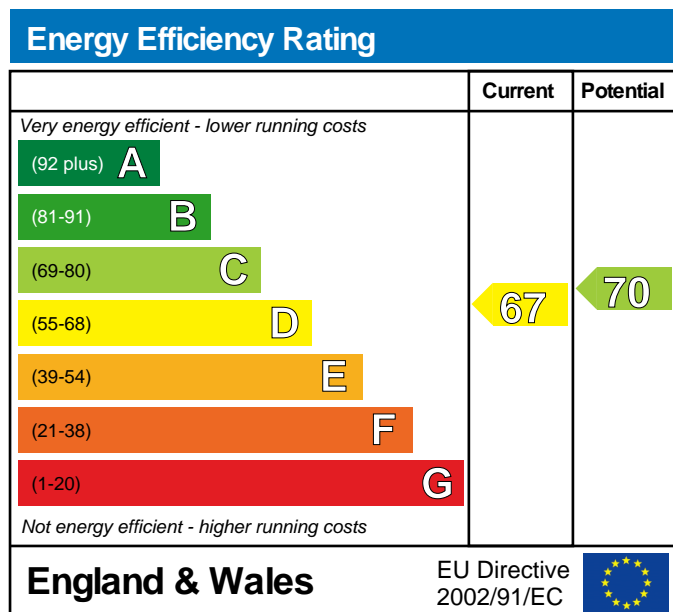 Energy Efficiency Rating
Current Potential
Very energy efficient - lower running costs
(92 plus) A
(81-91) B
(69-80) C
(55-68) D
67 70
(39-54) E
(21-38) F
(1-20) G
Not energy efficient - higher running costs
England & Wales
EU Directive
2002/91/EC